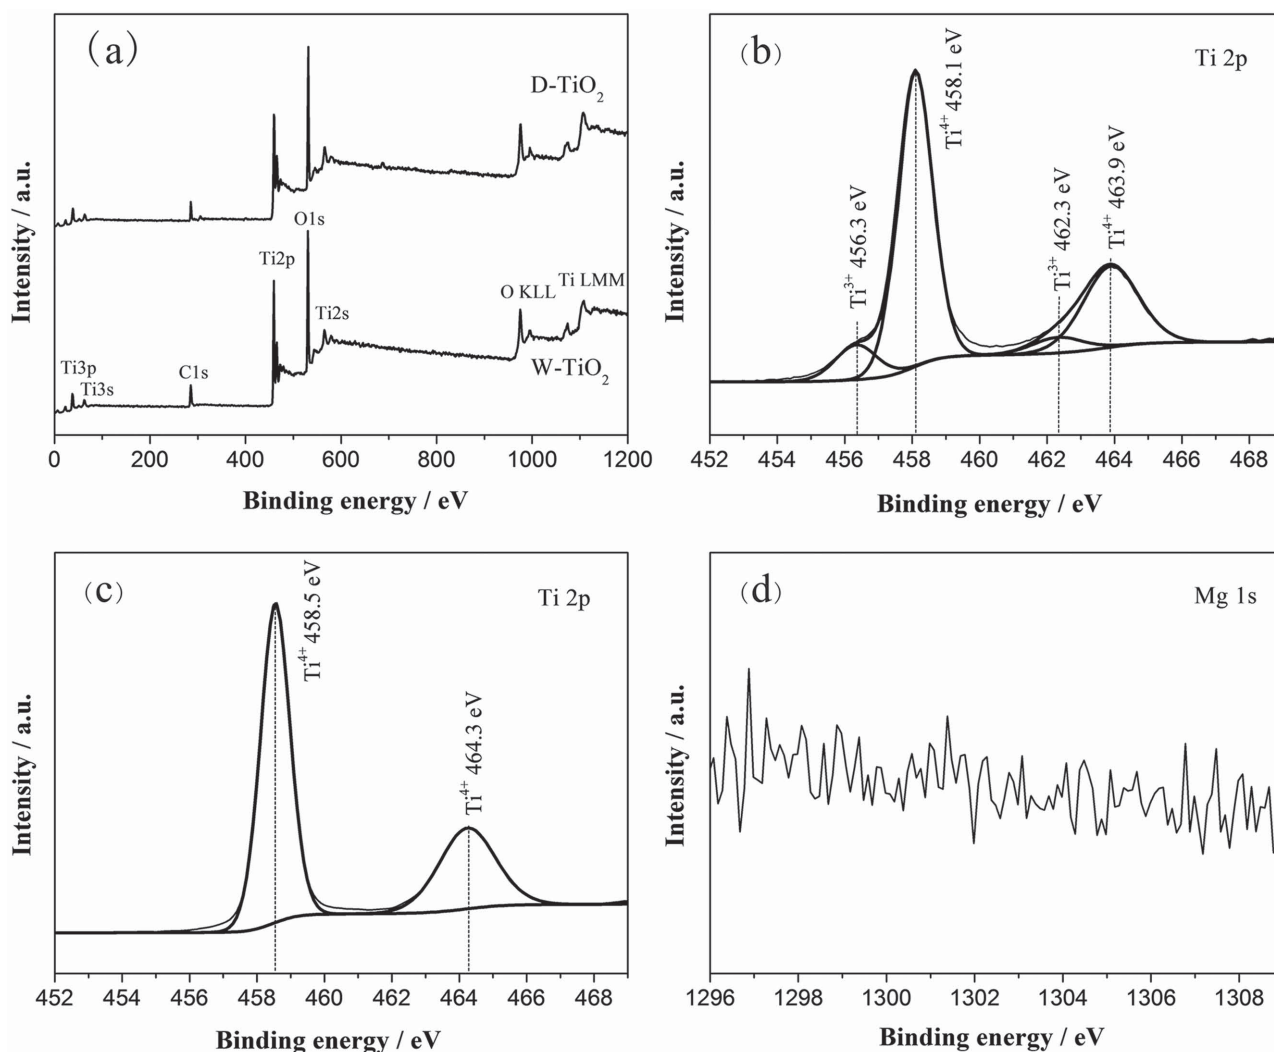 (a)
D-TiO₂
O1s
Ti2p
Ti2s
O KLL
Ti LMM
Ti3p
Ti3s
C1s
W-TiO₂
Intensity / a.u.
0 200 400 600 800 1000 1200
Binding energy / eV
(b)
Ti 2p
Ti³⁺ 456.3 eV
Ti⁴⁺ 458.1 eV
Ti³⁺ 462.3 eV
Ti⁴⁺ 463.9 eV
Intensity / a.u.
452 454 456 458 460 462 464 466 468
Binding energy / eV
(c)
Ti 2p
Ti⁴⁺ 458.5 eV
Ti⁴⁺ 464.3 eV
Intensity / a.u.
452 454 456 458 460 462 464 466 468
Binding energy / eV
(d)
Mg 1s
Intensity / a.u.
1296 1298 1300 1302 1304 1306 1308
Binding energy / eV